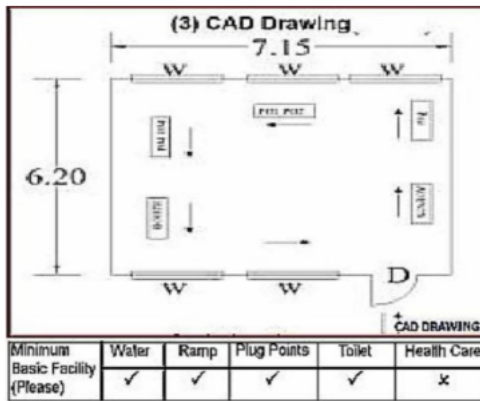 (3) CAD Drawing
7.15
W W W
6.20
W W
D
CAD DRAWING
Minimum Basic Facility (Please) Water Ramp Plug Points Toilet Health Care
✓ ✓ ✓ ✓ x